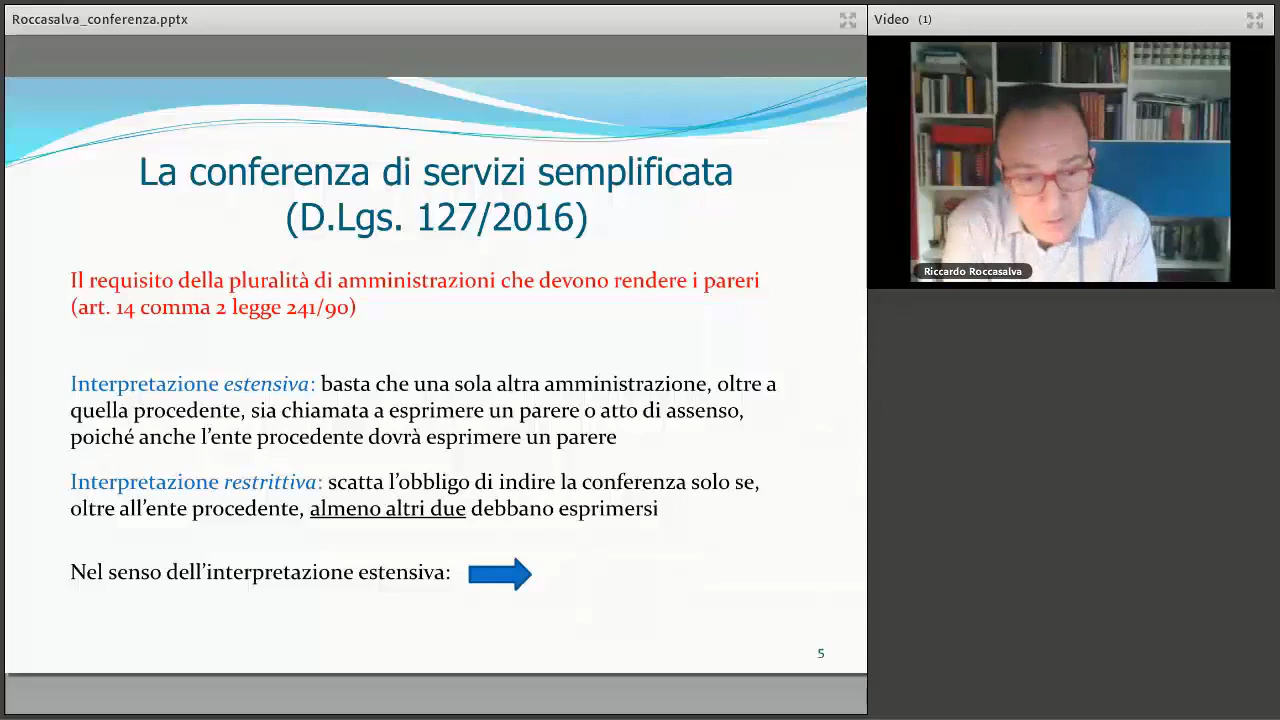 Roccasalva_conferenza.pptx
Video (1)
La conferenza di servizi semplificata
(D.Lgs. 127/2016)
Il requisito della pluralità di amministrazioni che devono rendere i pareri
(art. 14 comma 2 legge 241/90)
Interpretazione estensiva: basta che una sola altra amministrazione, oltre a
quella procedente, sia chiamata a esprimere un parere o atto di assenso,
poiché anche l'ente procedente dovrà esprimere un parere
Interpretazione restrittiva: scatta l'obbligo di indire la conferenza solo se,
oltre all'ente procedente, almeno altri due debbano esprimersi
Nel senso dell'interpretazione estensiva:
5
Riccardo Roccasalva